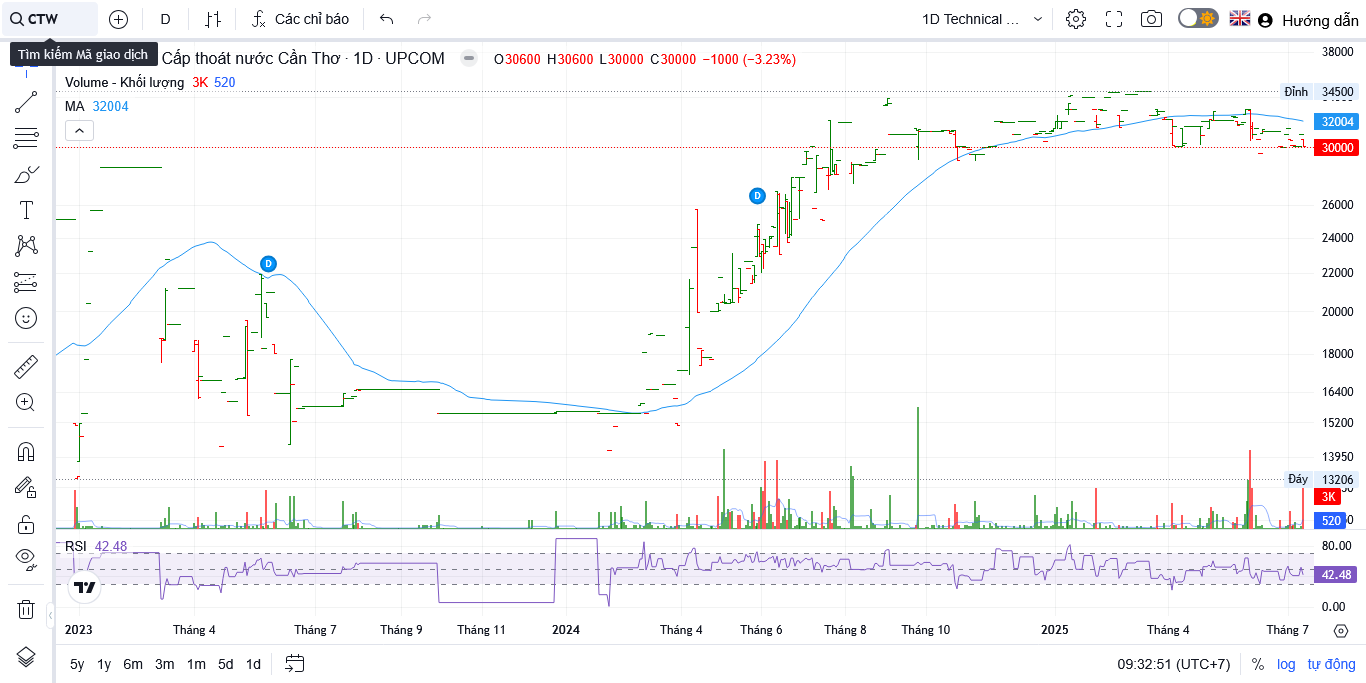 CTW
D
Các chỉ báo
1D Technical ...
Hướng dẫn
Tìm kiếm Mã giao dịch
Cấp thoát nước Cần Thơ · 1D · UPCOM
O30600 H30600 L30000 C30000 −1000 (−3.23%)
Volume - Khối lượng 3K 520
MA 32004
38000
Đỉnh 34500
32004
30000
26000
24000
22000
20000
18000
16400
15200
13950
Đáy 13206
3K
520
D
D
RSI 42.48
80.00
42.48
0.00
2023
Tháng 4
Tháng 7
Tháng 9
Tháng 11
2024
Tháng 4
Tháng 6
Tháng 8
Tháng 10
2025
Tháng 4
Tháng 7
5y 1y 6m 3m 1m 5d 1d
09:32:51 (UTC+7)
% log tự động